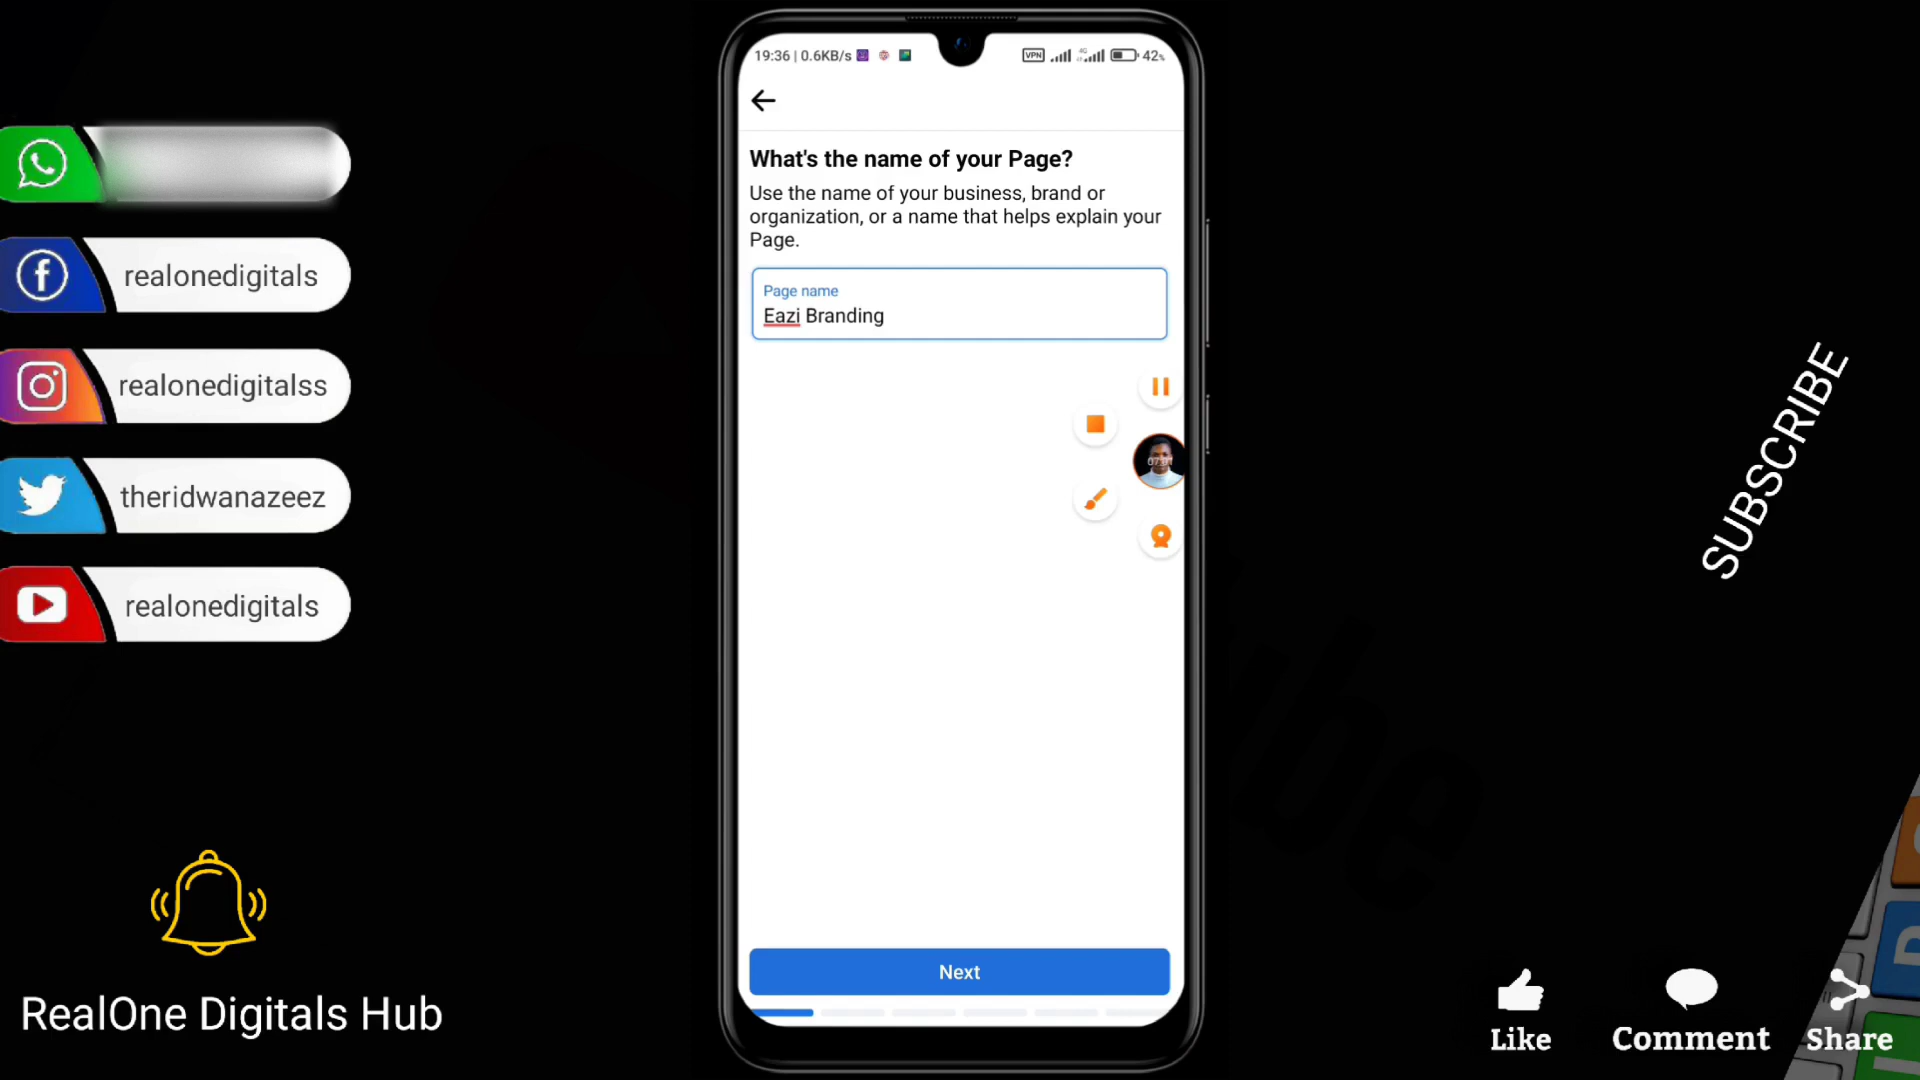 realonedigitals
realonedigitalss
theridwanazeez
realonedigitals
RealOne Digitals Hub
19:36 | 0.6KB/s
VPN
4G
42%
What's the name of your Page?
Use the name of your business, brand or
organization, or a name that helps explain your
Page.
Page name
Eazi Branding
Next
SUBSCRIBE
Like
Comment
Share